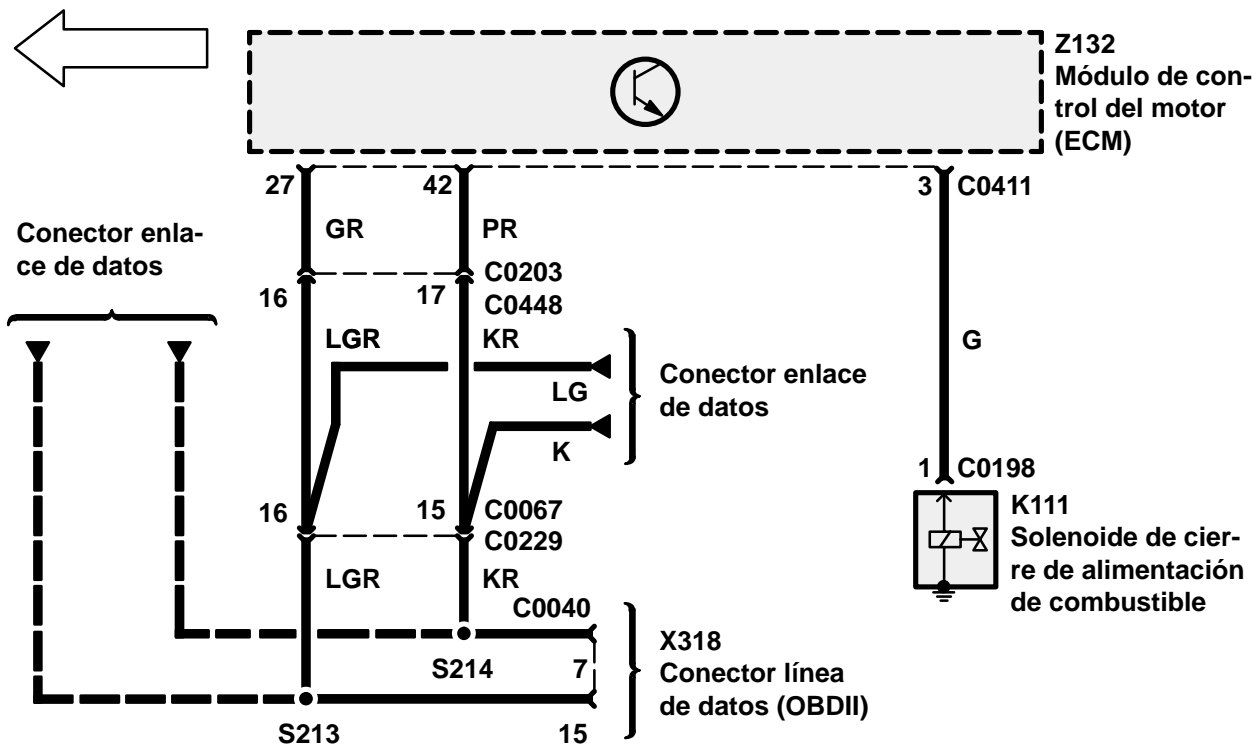 Z132
Módulo de con-
trol del motor
(ECM)
27
42
3
C0411
GR
PR
Conector enla-
ce de datos
C0203
16
17
C0448
LGR
KR
G
LG
Conector enlace
de datos
K
1
C0198
16
15
C0067
K111
C0229
Solenoide de cier-
re de alimentación
de combustible
LGR
KR
C0040
X318
S214
7
Conector línea
de datos (OBDII)
S213
15